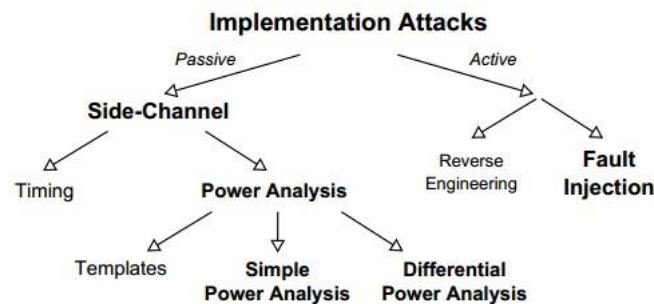 Implementation Attacks
Passive
Active
Side-Channel
Timing
Power Analysis
Reverse
Engineering
Fault
Injection
Templates
Simple
Power Analysis
Differential
Power Analysis